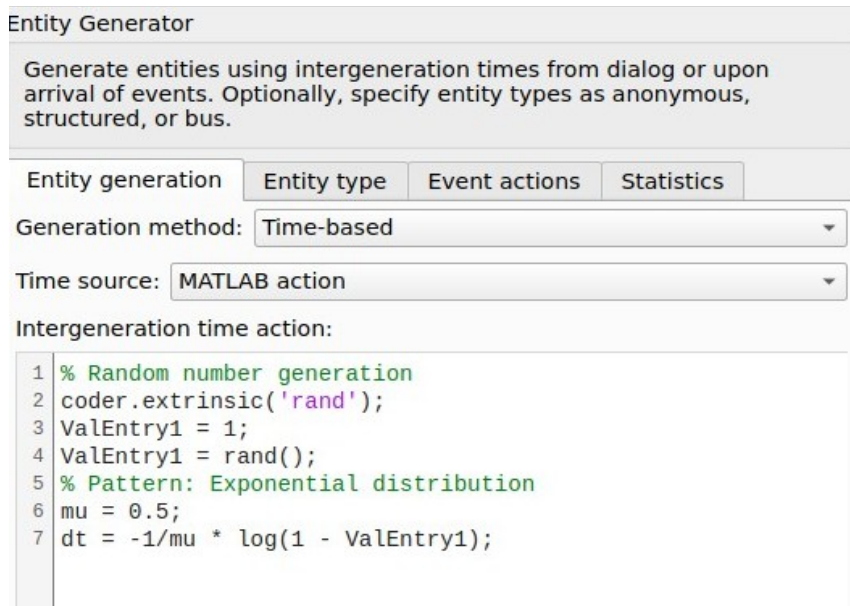 Entity Generator
Generate entities using intergeneration times from dialog or upon
arrival of events. Optionally, specify entity types as anonymous,
structured, or bus.
Entity generation Entity type Event actions Statistics
Generation method: Time-based
Time source: MATLAB action
Intergeneration time action:
1 % Random number generation
2 coder.extrinsic('rand');
3 ValEntry1 = 1;
4 ValEntry1 = rand();
5 % Pattern: Exponential distribution
6 mu = 0.5;
7 dt = -1/mu * log(1 - ValEntry1);